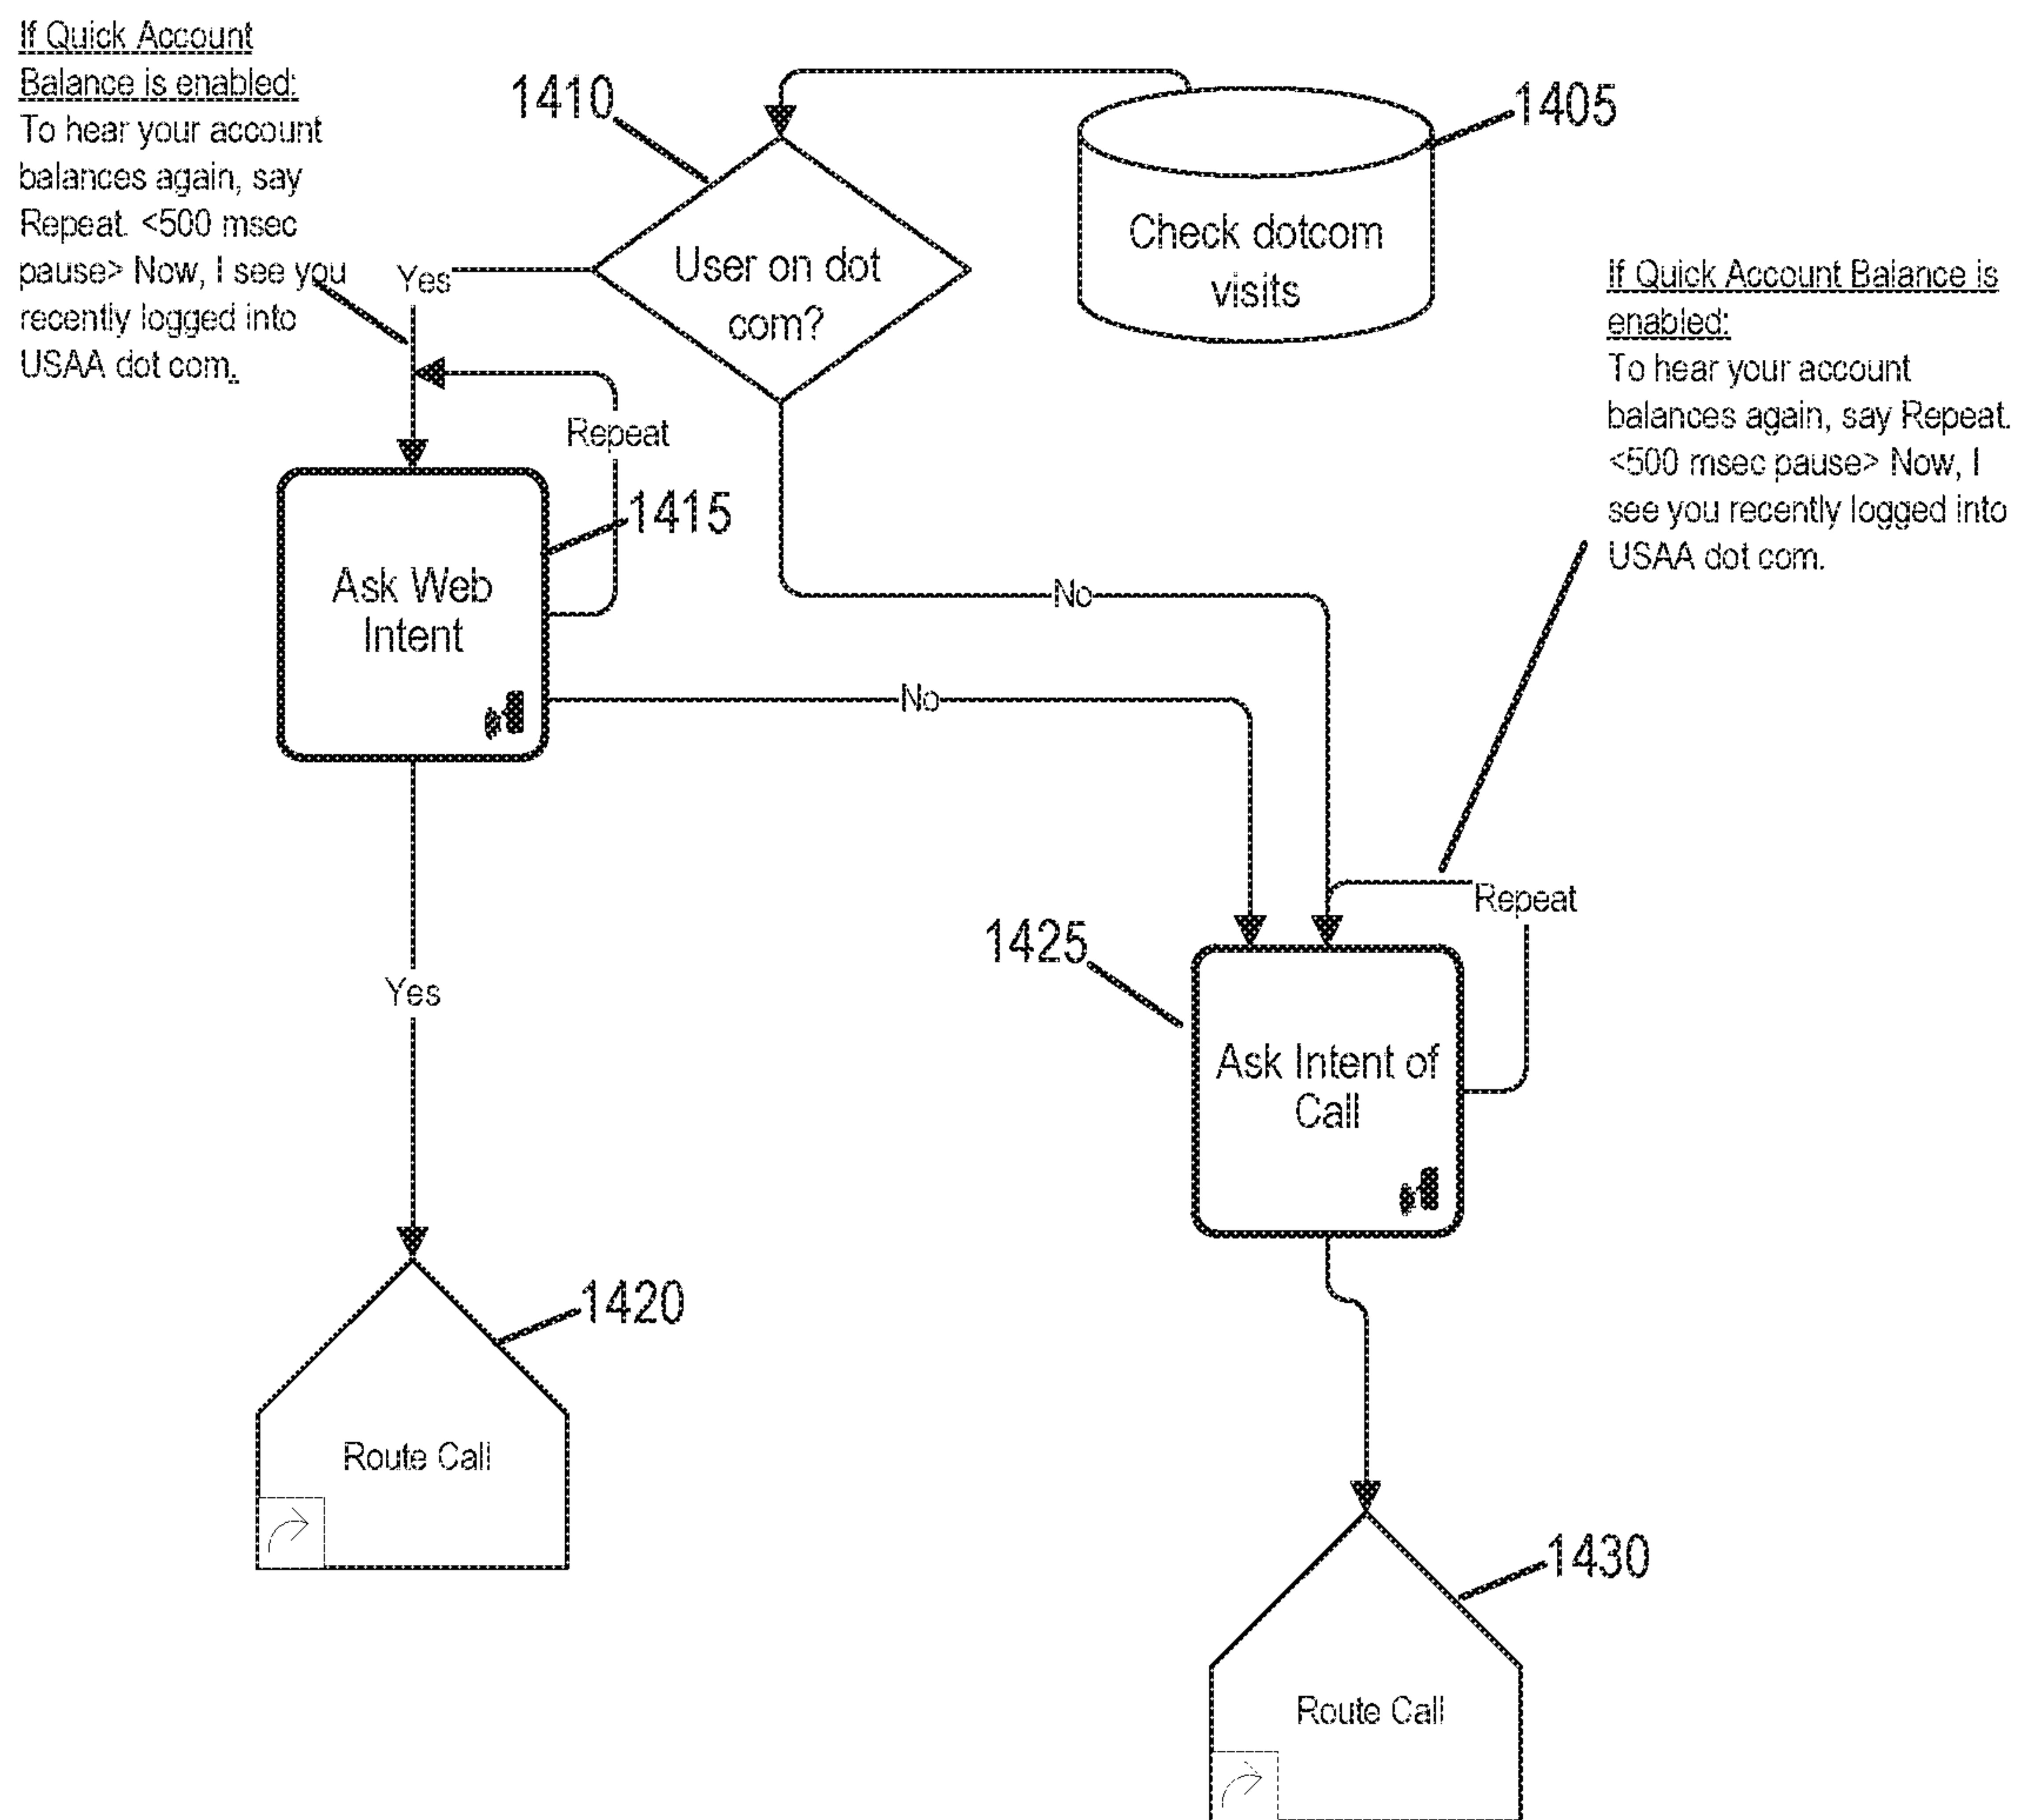 If Quick Account
Balance is enabled:
To hear your account
balances again, say
Repeat. <500 msec
pause> Now, I see you
recently logged into
USAA dot com.
1410
1405
User on dot
com?
Check dotcom
visits
Yes
Repeat
1415
Ask Web
Intent
No
No
If Quick Account Balance is
enabled:
To hear your account
balances again, say Repeat.
<500 msec pause> Now, I
see you recently logged into
USAA dot com.
Repeat
1425
Ask Intent of
Call
Yes
1420
Route Call
1430
Route Call